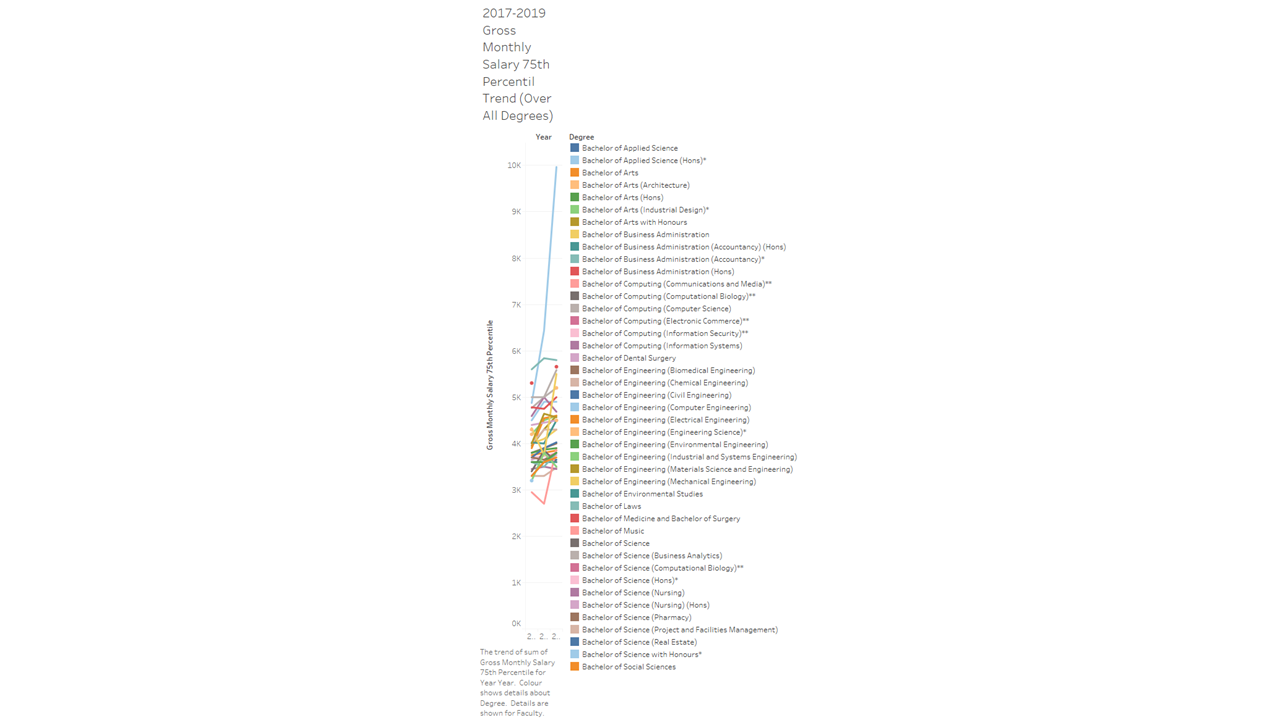 2017-2019
Gross
Monthly
Salary 75th
Percentil
Trend (Over
All Degrees)
Year
Degree
Bachelor of Applied Science
Bachelor of Applied Science (Hons)*
10K
Bachelor of Arts
Bachelor of Arts (Architecture)
Bachelor of Arts (Hons)
9K
Bachelor of Arts (Industrial Design)*
Bachelor of Arts with Honours
Bachelor of Business Administration
Bachelor of Business Administration (Accountancy) (Hons)
8K
Bachelor of Business Administration (Accountancy)*
Bachelor of Business Administration (Hons)
Bachelor of Computing (Communications and Media)**
Bachelor of Computing (Computational Biology)**
7K
Bachelor of Computing (Computer Science)
Bachelor of Computing (Electronic Commerce)**
Bachelor of Computing (Information Security)**
Bachelor of Computing (Information Systems)
6K
Bachelor of Dental Surgery
Bachelor of Engineering (Biomedical Engineering)
Bachelor of Engineering (Chemical Engineering)
Gross Monthly Salary 75th Percentile
5K
Bachelor of Engineering (Civil Engineering)
Bachelor of Engineering (Computer Engineering)
Bachelor of Engineering (Electrical Engineering)
Bachelor of Engineering (Engineering Science)*
4K
Bachelor of Engineering (Environmental Engineering)
Bachelor of Engineering (Industrial and Systems Engineering)
Bachelor of Engineering (Materials Science and Engineering)
Bachelor of Engineering (Mechanical Engineering)
3K
Bachelor of Environmental Studies
Bachelor of Laws
Bachelor of Medicine and Bachelor of Surgery
Bachelor of Music
2K
Bachelor of Science
Bachelor of Science (Business Analytics)
Bachelor of Science (Computational Biology)**
1K
Bachelor of Science (Hons)*
Bachelor of Science (Nursing)
Bachelor of Science (Nursing) (Hons)
Bachelor of Science (Pharmacy)
0K
Bachelor of Science (Project and Facilities Management)
2.. 2.. 2..
Bachelor of Science (Real Estate)
Bachelor of Science with Honours*
Bachelor of Social Sciences
The trend of sum of
Gross Monthly Salary
75th Percentile for
Year Year. Colour
shows details about
Degree. Details are
shown for Faculty.